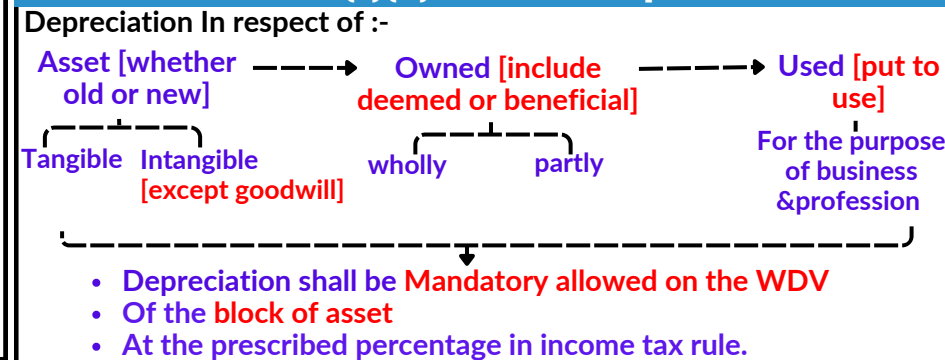 Depreciation In respect of :-
Asset [whether
old or new]
Owned [include
deemed or beneficial]
Used [put to
use]
Tangible
Intangible
[except goodwill]
wholly
partly
For the purpose
of business
&profession
• Depreciation shall be Mandatory allowed on the WDV
• Of the block of asset
• At the prescribed percentage in income tax rule.